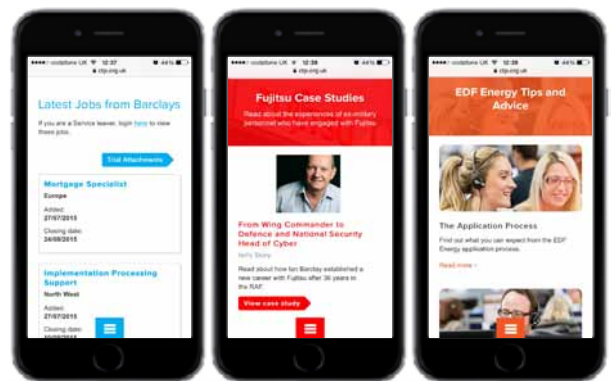 vodafone UK
12:37
44%
ctp.org.uk
Latest Jobs from Barclays
If you are a Service leaver, login here to view
these jobs.
Trial Attachments
Mortgage Specialist
Europe
Added:
27/07/2015
Closing date:
24/08/2015
Implementation Processing
Support
North West
Added:
27/07/2015
Closing date:
vodafone UK
12:39
44%
ctp.org.uk
Fujitsu Case Studies
Read about the experiences of ex-military
personnel who have engaged with Fujitsu
From Wing Commander to
Defence and National Security
Head of Cyber
Read about how Ian Barclay established a
new career with Fujitsu after 36 years in
the RAF.
View case study
vodafone UK
12:38
44%
ctp.org.uk
EDF Energy Tips and
Advice
The Application Process
Find out what you can expect from the EDF
Energy application process.
Read more ›